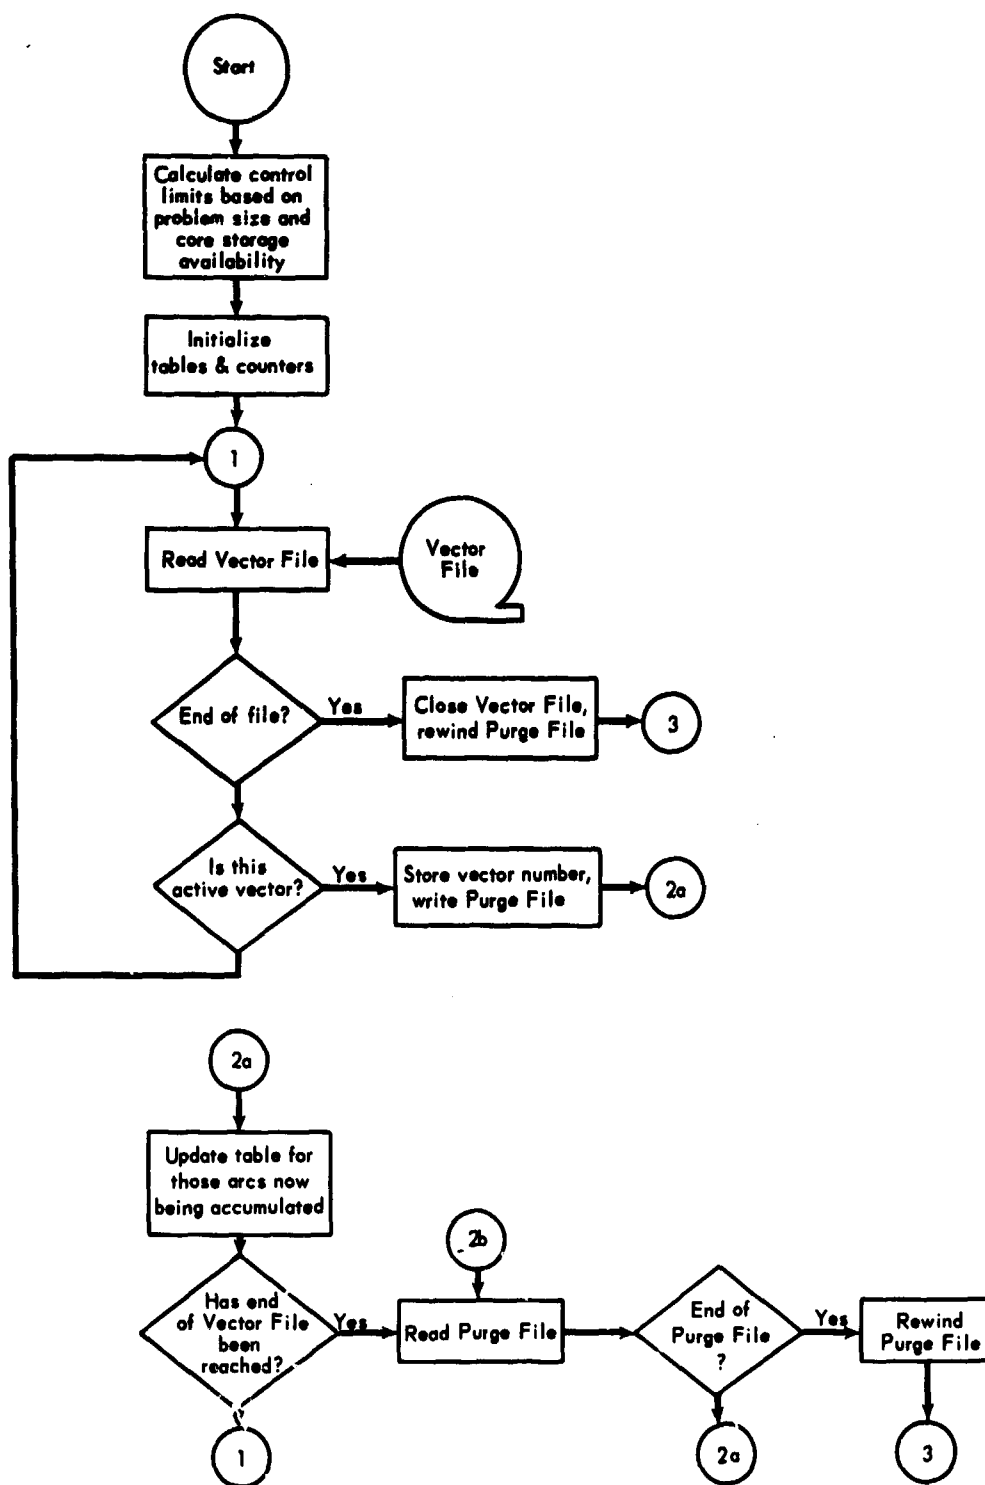 Start
Calculate control
limits based on
problem size and
core storage
availability
Initialize
tables & counters
1
Read Vector File
Vector
File
End of file?
Yes
Close Vector File,
rewind Purge File
3
Is this
active vector?
Yes
Store vector number,
write Purge File
2a
2a
Update table for
those arcs now
being accumulated
2b
Has end
of Vector File
been
reached?
Yes
Read Purge File
End of
Purge File
?
Yes
Rewind
Purge File
1
2a
3